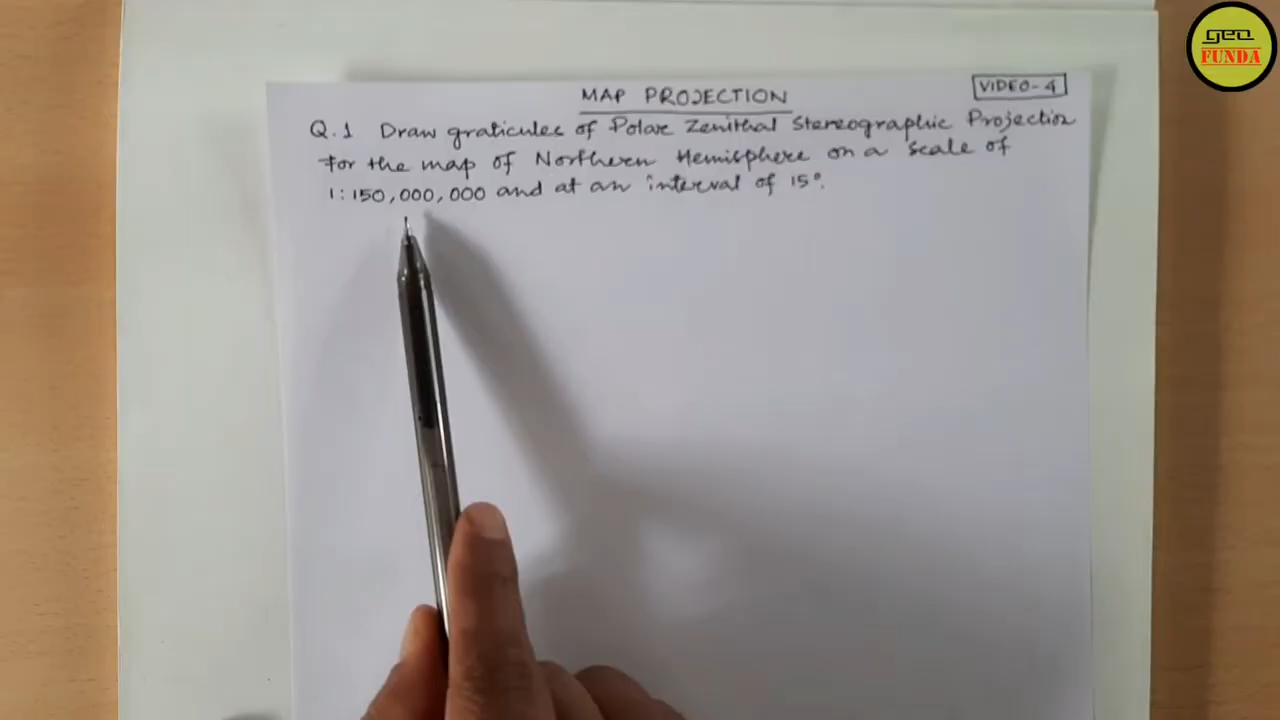 geo
FUNDA
VIDEO-4
MAP PROJECTION
Q.1 Draw graticules of Polar Zenithal Stereographic Projection
for the map of Northern Hemisphere on a scale of
1:150,000,000 and at an interval of 15°.